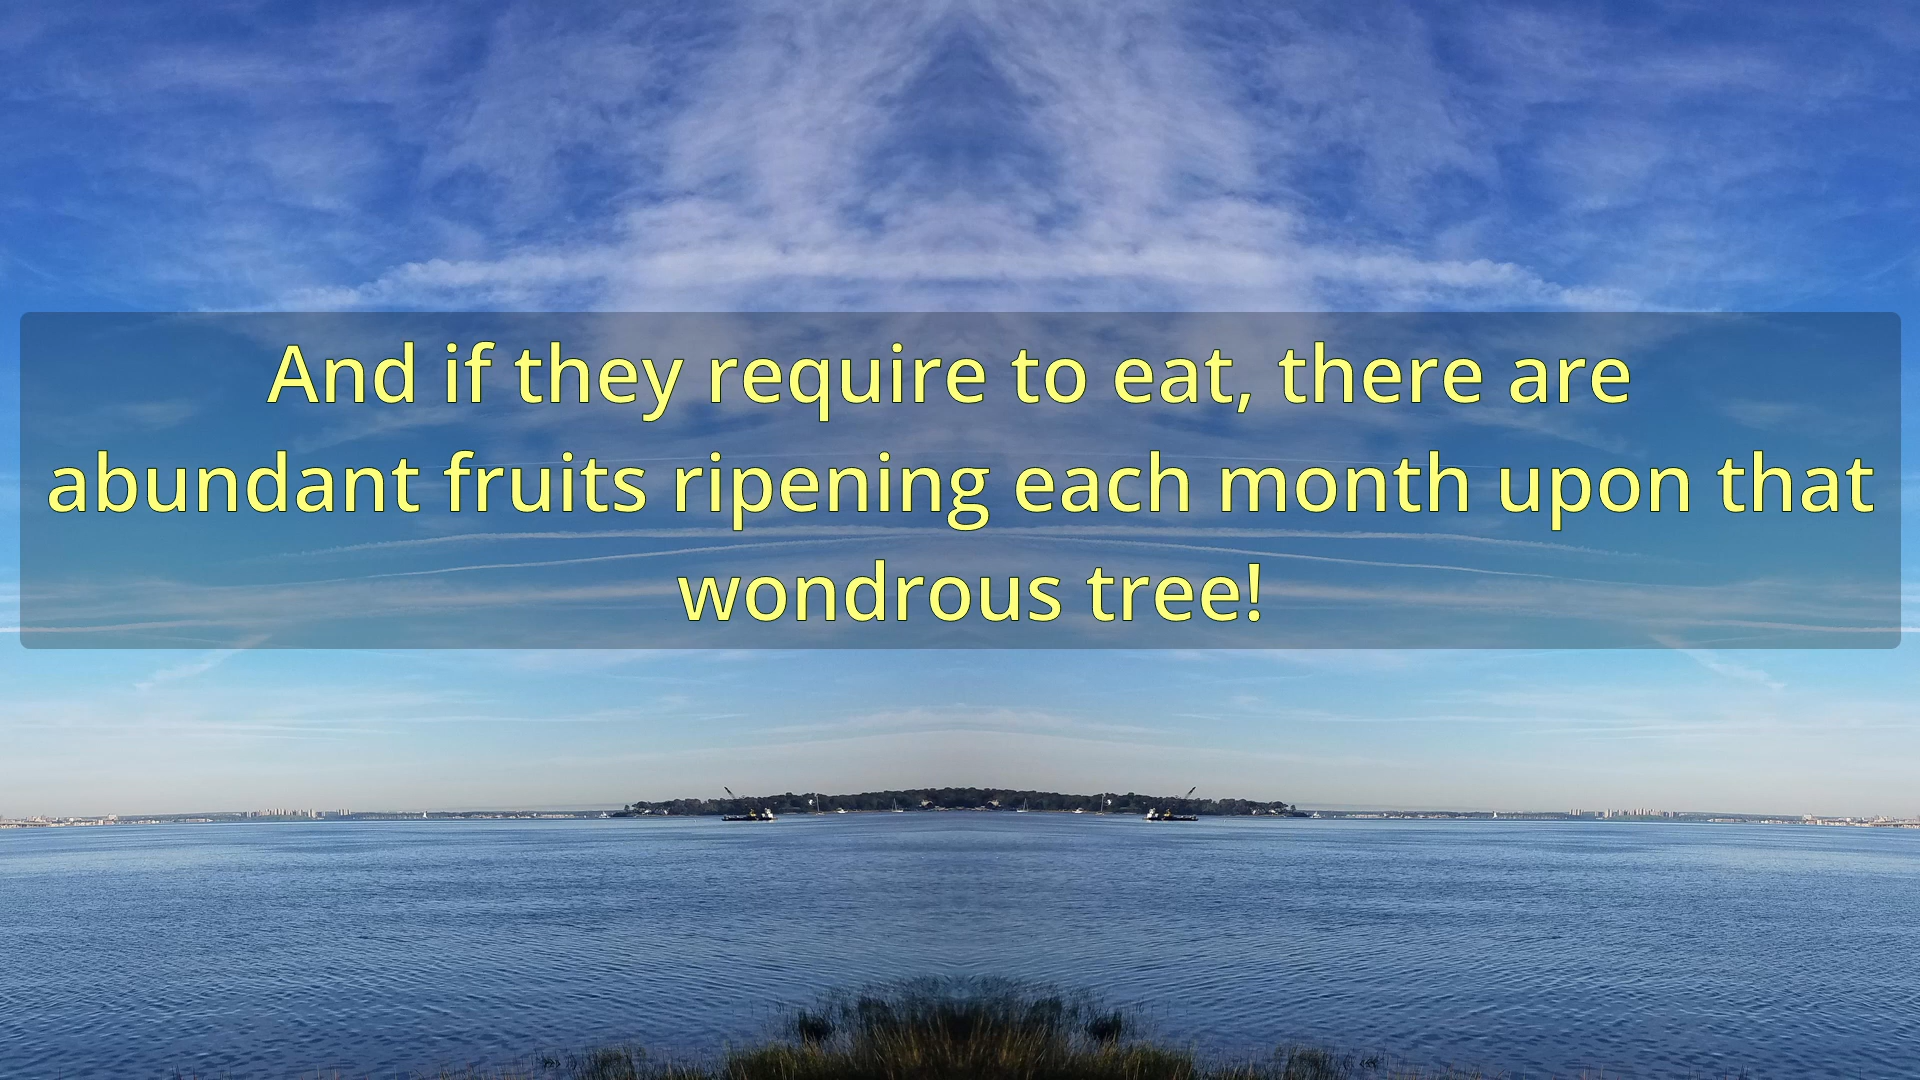 And if they require to eat, there are
abundant fruits ripening each month upon that
wondrous tree!